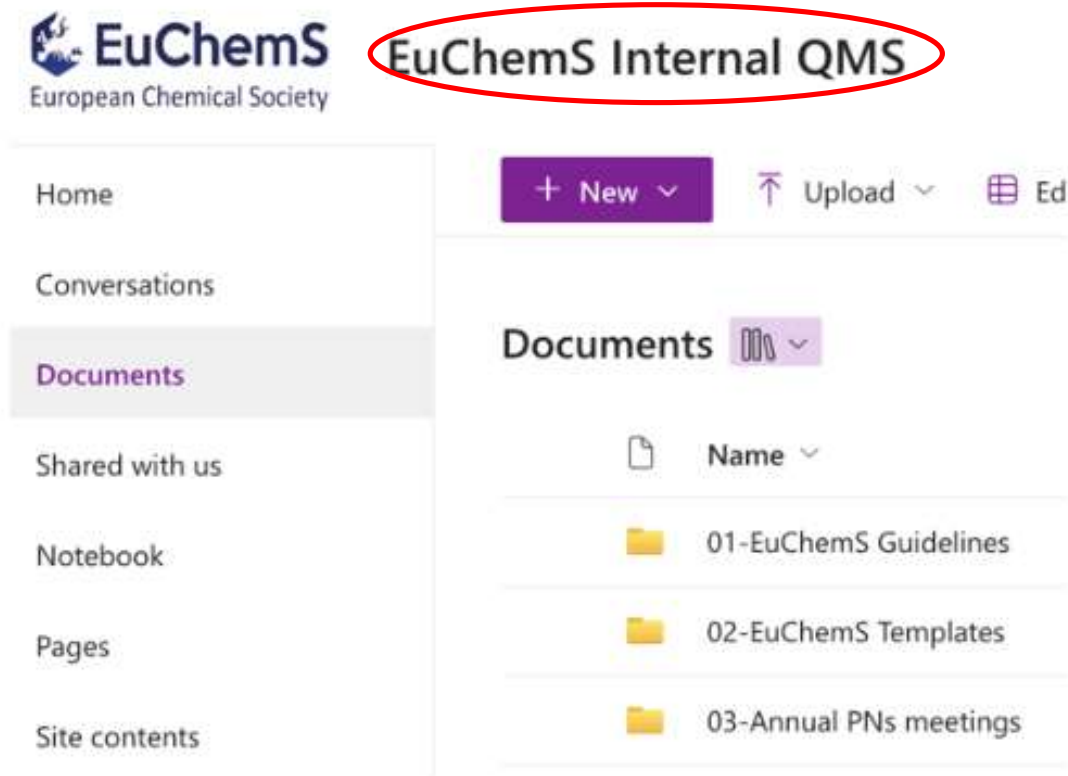 EuChemS
European Chemical Society
EuChemS Internal QMS
Home
Conversations
Documents
Shared with us
Notebook
Pages
Site contents
+ New
Upload
Ed
Documents
Name
01-EuChemS Guidelines
02-EuChemS Templates
03-Annual PNs meetings